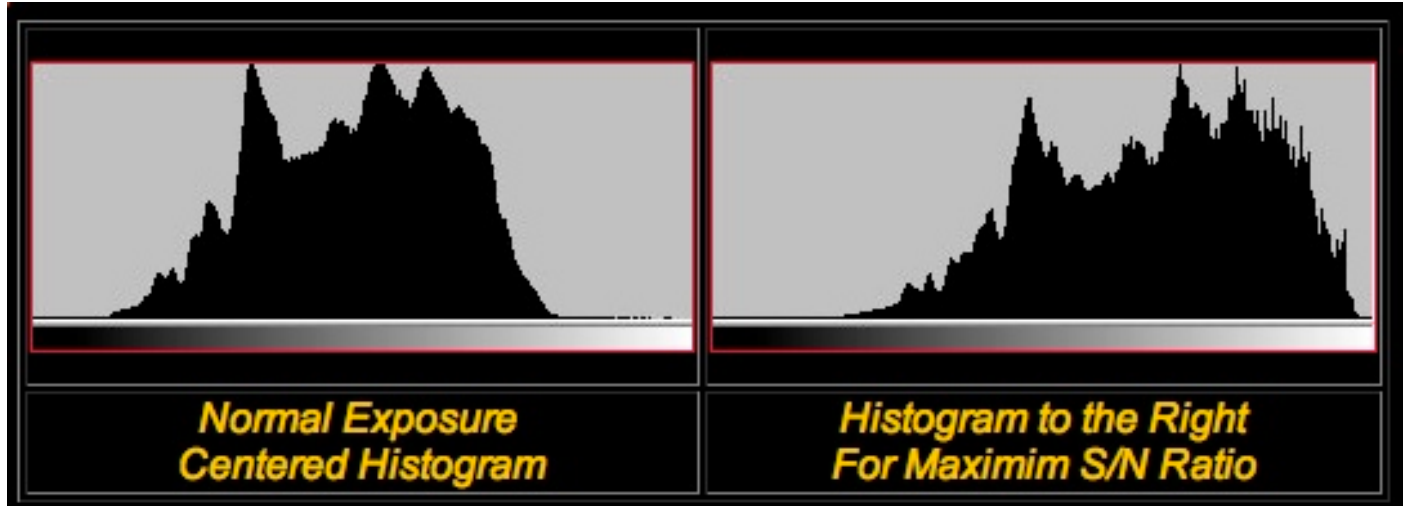 Normal Exposure
Centered Histogram
Histogram to the Right
For Maximim S/N Ratio